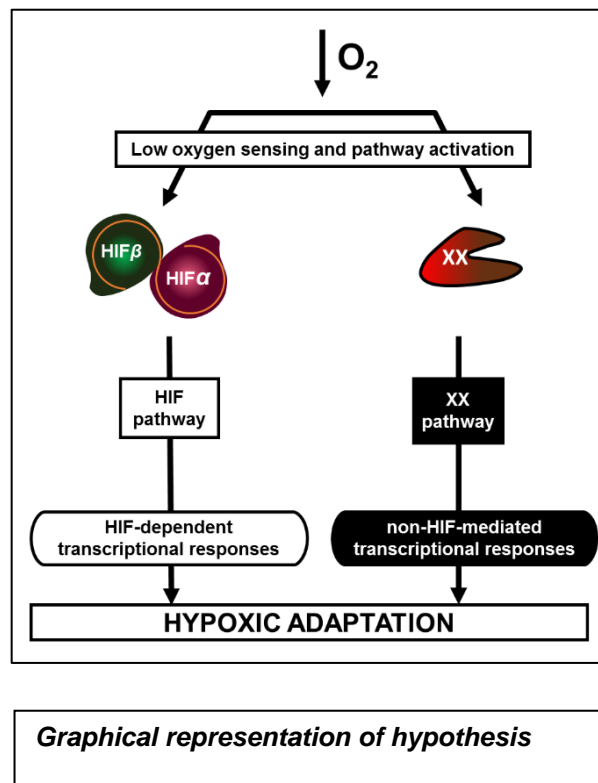 O₂
Low oxygen sensing and pathway activation
HIFβ
HIFα
XX
HIF
pathway
XX
pathway
HIF-dependent
transcriptional responses
non-HIF-mediated
transcriptional responses
HYPOXIC ADAPTATION
Graphical representation of hypothesis